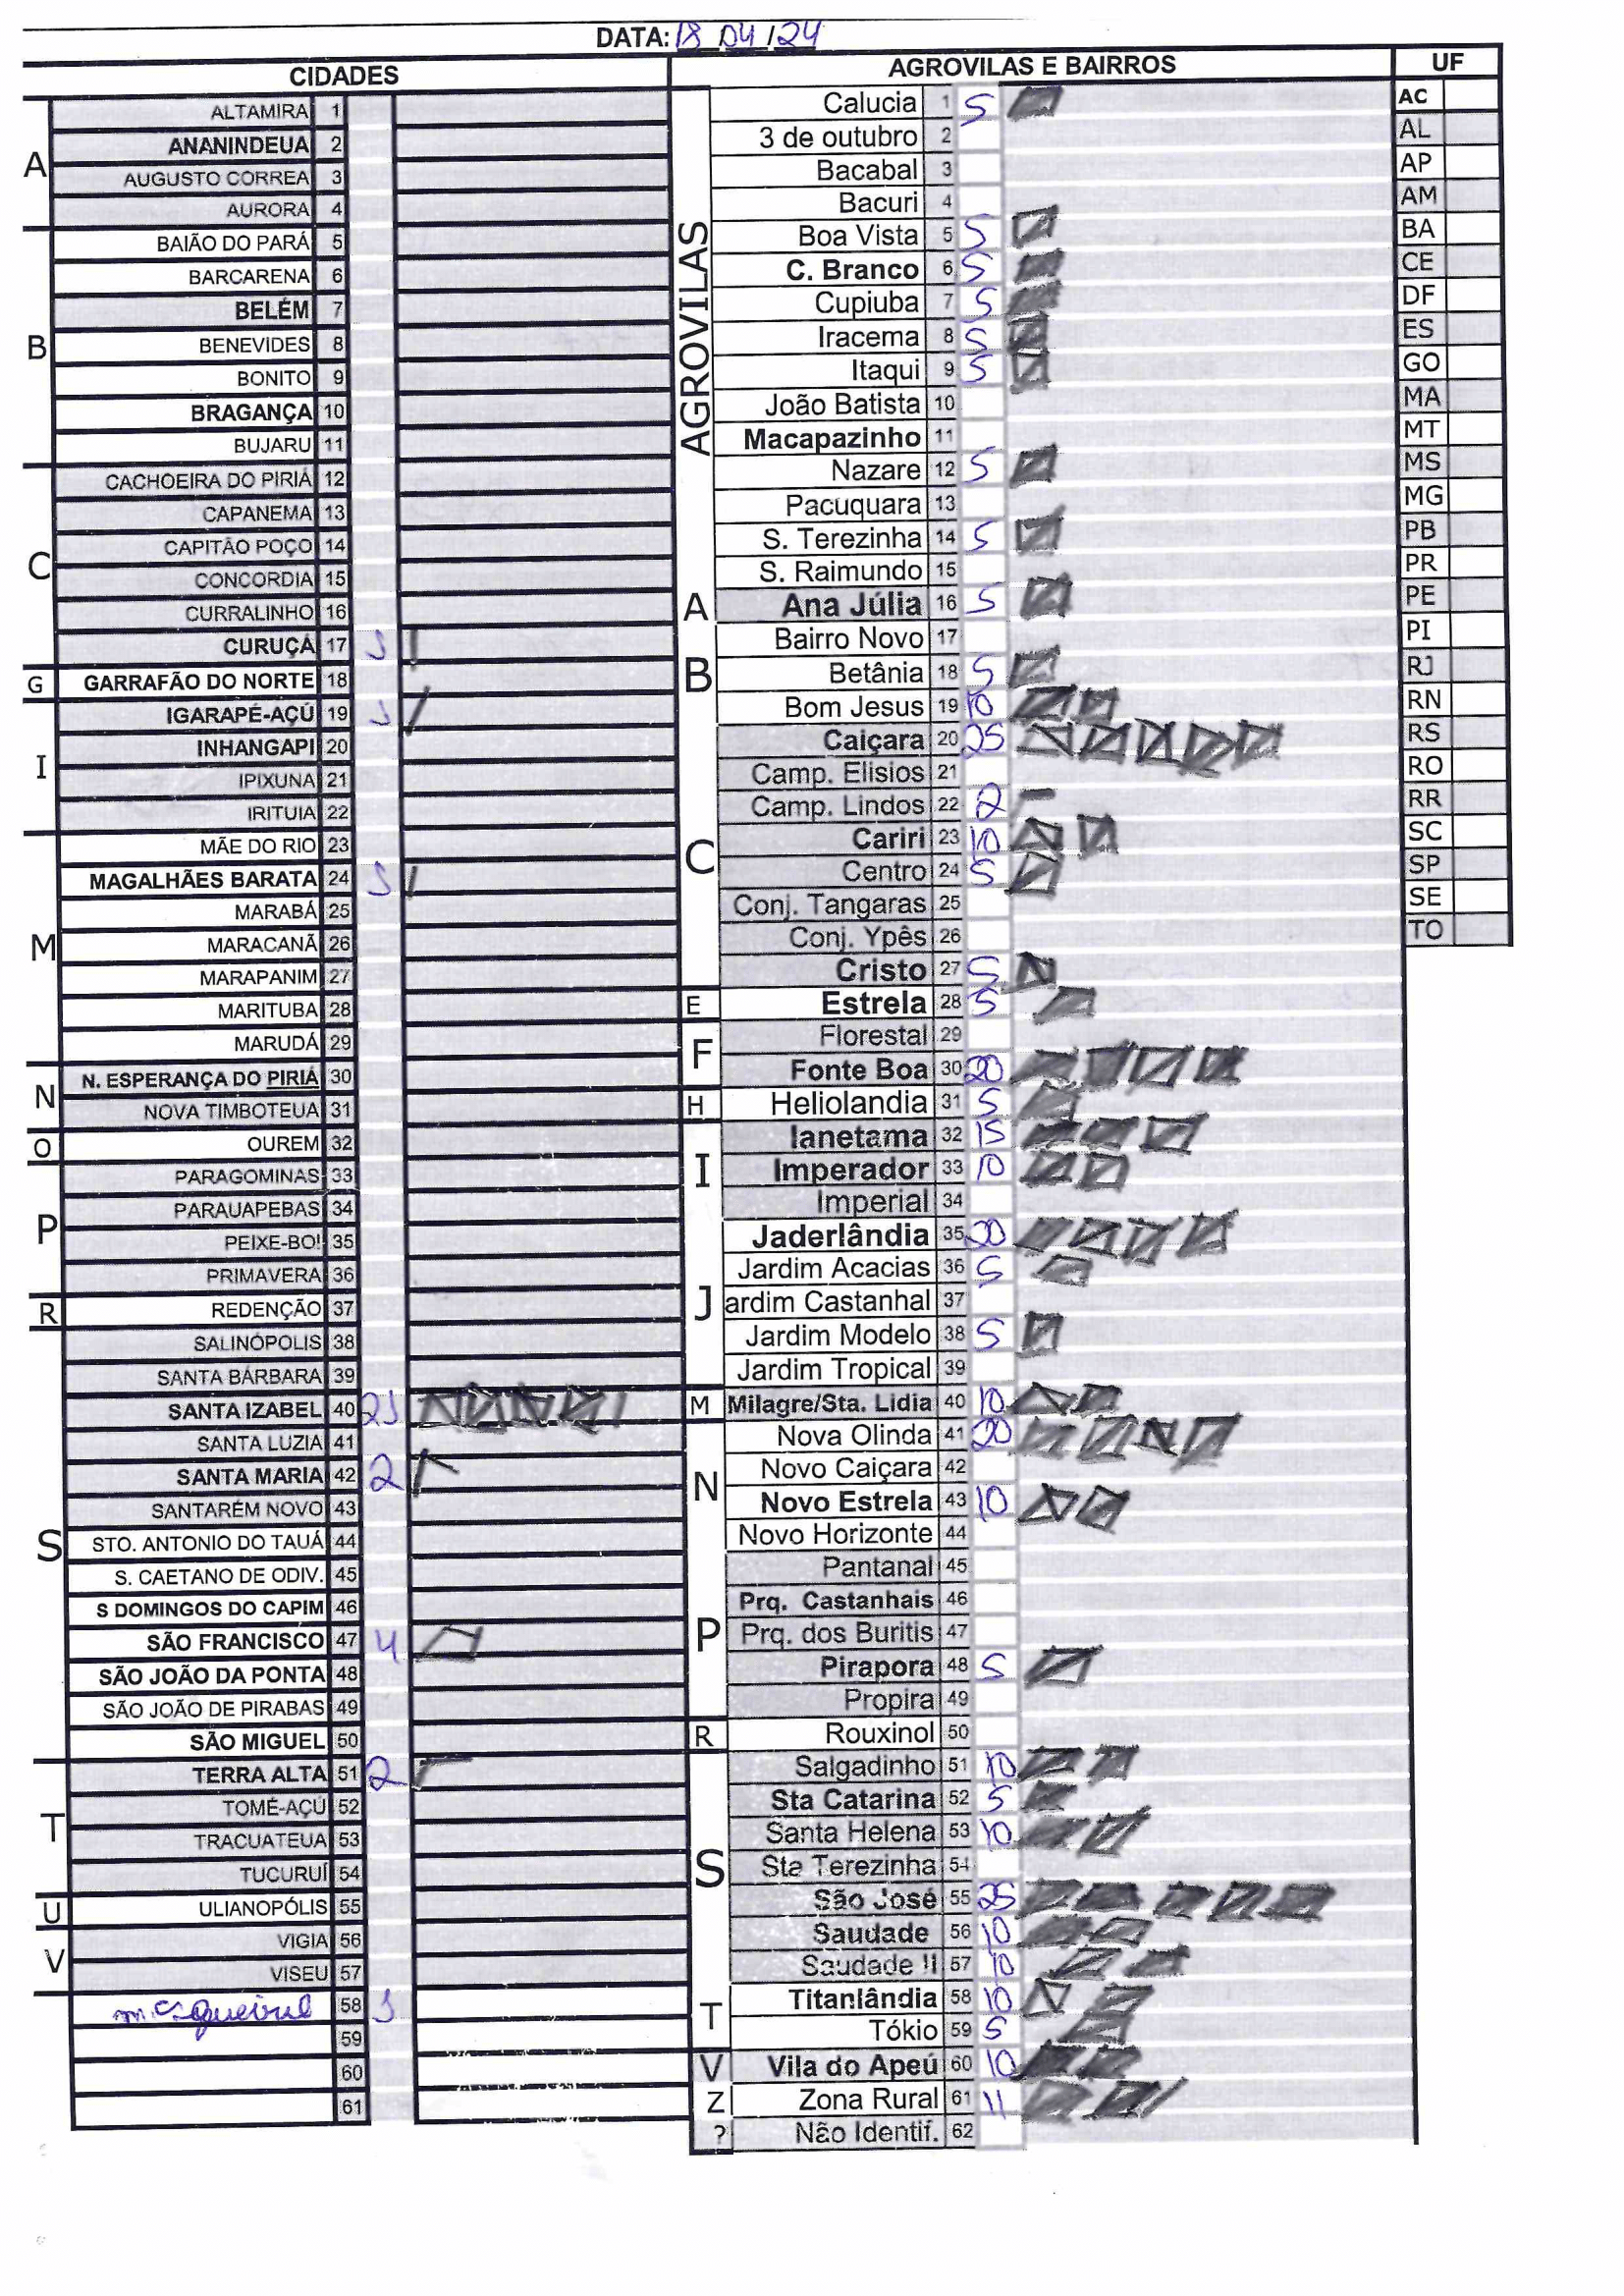 DATA: 18 04 / 24
CIDADES
A
ALTAMIRA 1
ANANINDEUA 2
AUGUSTO CORREA 3
AURORA 4
B
BAIÃO DO PARÁ 5
BARCARENA 6
BELÉM 7
BENEVIDES 8
BONITO 9
BRAGANÇA 10
BUJARU 11
C
CACHOEIRA DO PIRIÁ 12
CAPANEMA 13
CAPITÃO POÇO 14
CONCORDIA 15
CURRALINHO 16
CURUÇÁ 17 1
G
GARRAFÃO DO NORTE 18
I
IGARAPÉ-AÇÚ 19 1
INHANGAPI 20
IPIXUNA 21
IRITUIA 22
M
MÃE DO RIO 23
MAGALHÃES BARATA 24 1
MARABÁ 25
MARACANÃ 26
MARAPANIM 27
MARITUBA 28
MARUDÁ 29
N
N. ESPERANÇA DO PIRIÁ 30
NOVA TIMBOTEUA 31
O
OUREM 32
P
PARAGOMINAS 33
PARAUAPEBAS 34
PEIXE-BOI 35
PRIMAVERA 36
R
REDENÇÃO 37
S
SALINÓPOLIS 38
SANTA BÁRBARA 39
SANTA IZABEL 40 21
SANTA LUZIA 41
SANTA MARIA 42 2
SANTARÉM NOVO 43
STO. ANTONIO DO TAUÁ 44
S. CAETANO DE ODIV. 45
S DOMINGOS DO CAPIM 46
SÃO FRANCISCO 47 4
SÃO JOÃO DA PONTA 48
SÃO JOÃO DE PIRABAS 49
SÃO MIGUEL 50
T
TERRA ALTA 51 2
TOMÉ-AÇÚ 52
TRACUATEUA 53
TUCURUÍ 54
U
ULIANOPÓLIS 55
V
VIGIA 56
VISEU 57
58 1
59
60
61
AGROVILAS E BAIRROS
AGROVILAS
Calucia 1 5
3 de outubro 2
Bacabal 3
Bacuri 4
Boa Vista 5 5
C. Branco 6 5
Cupiuba 7 5
Iracema 8 5
Itaqui 9 5
João Batista 10
Macapazinho 11
Nazare 12 5
Pacuquara 13
S. Terezinha 14 5
S. Raimundo 15
A
Ana Júlia 16 5
B
Bairro Novo 17
Betânia 18 5
Bom Jesus 19 10
C
Caiçara 20 25
Camp. Elisios 21
Camp. Lindos 22 2
Cariri 23 10
Centro 24 5
Conj. Tangaras 25
Conj. Ypês 26
Cristo 27 5
E
Estrela 28 5
F
Florestal 29
Fonte Boa 30 20
H
Heliolandia 31 5
I
Ianetama 32 15
Imperador 33 10
Imperial 34
J
Jaderlândia 35 20
Jardim Acacias 36 5
ardim Castanhal 37
Jardim Modelo 38 5
Jardim Tropical 39
M
Milagre/Sta. Lidia 40 10
N
Nova Olinda 41 20
Novo Caiçara 42
Novo Estrela 43 10
Novo Horizonte 44
P
Pantanal 45
Prq. Castanhais 46
Prq. dos Buritis 47
Pirapora 48 5
Propira 49
R
Rouxinol 50
S
Salgadinho 51 10
Sta Catarina 52 5
Santa Helena 53 10
Sta Terezinha 54
São José 55 25
Saudade 56 10
Saudade II 57 10
T
Titanlândia 58 10
Tókio 59 5
V
Vila do Apeú 60 10
Z
Zona Rural 61 11
?
Não Identif. 62
UF
AC
AL
AP
AM
BA
CE
DF
ES
GO
MA
MT
MS
MG
PB
PR
PE
PI
RJ
RN
RS
RO
RR
SC
SP
SE
TO